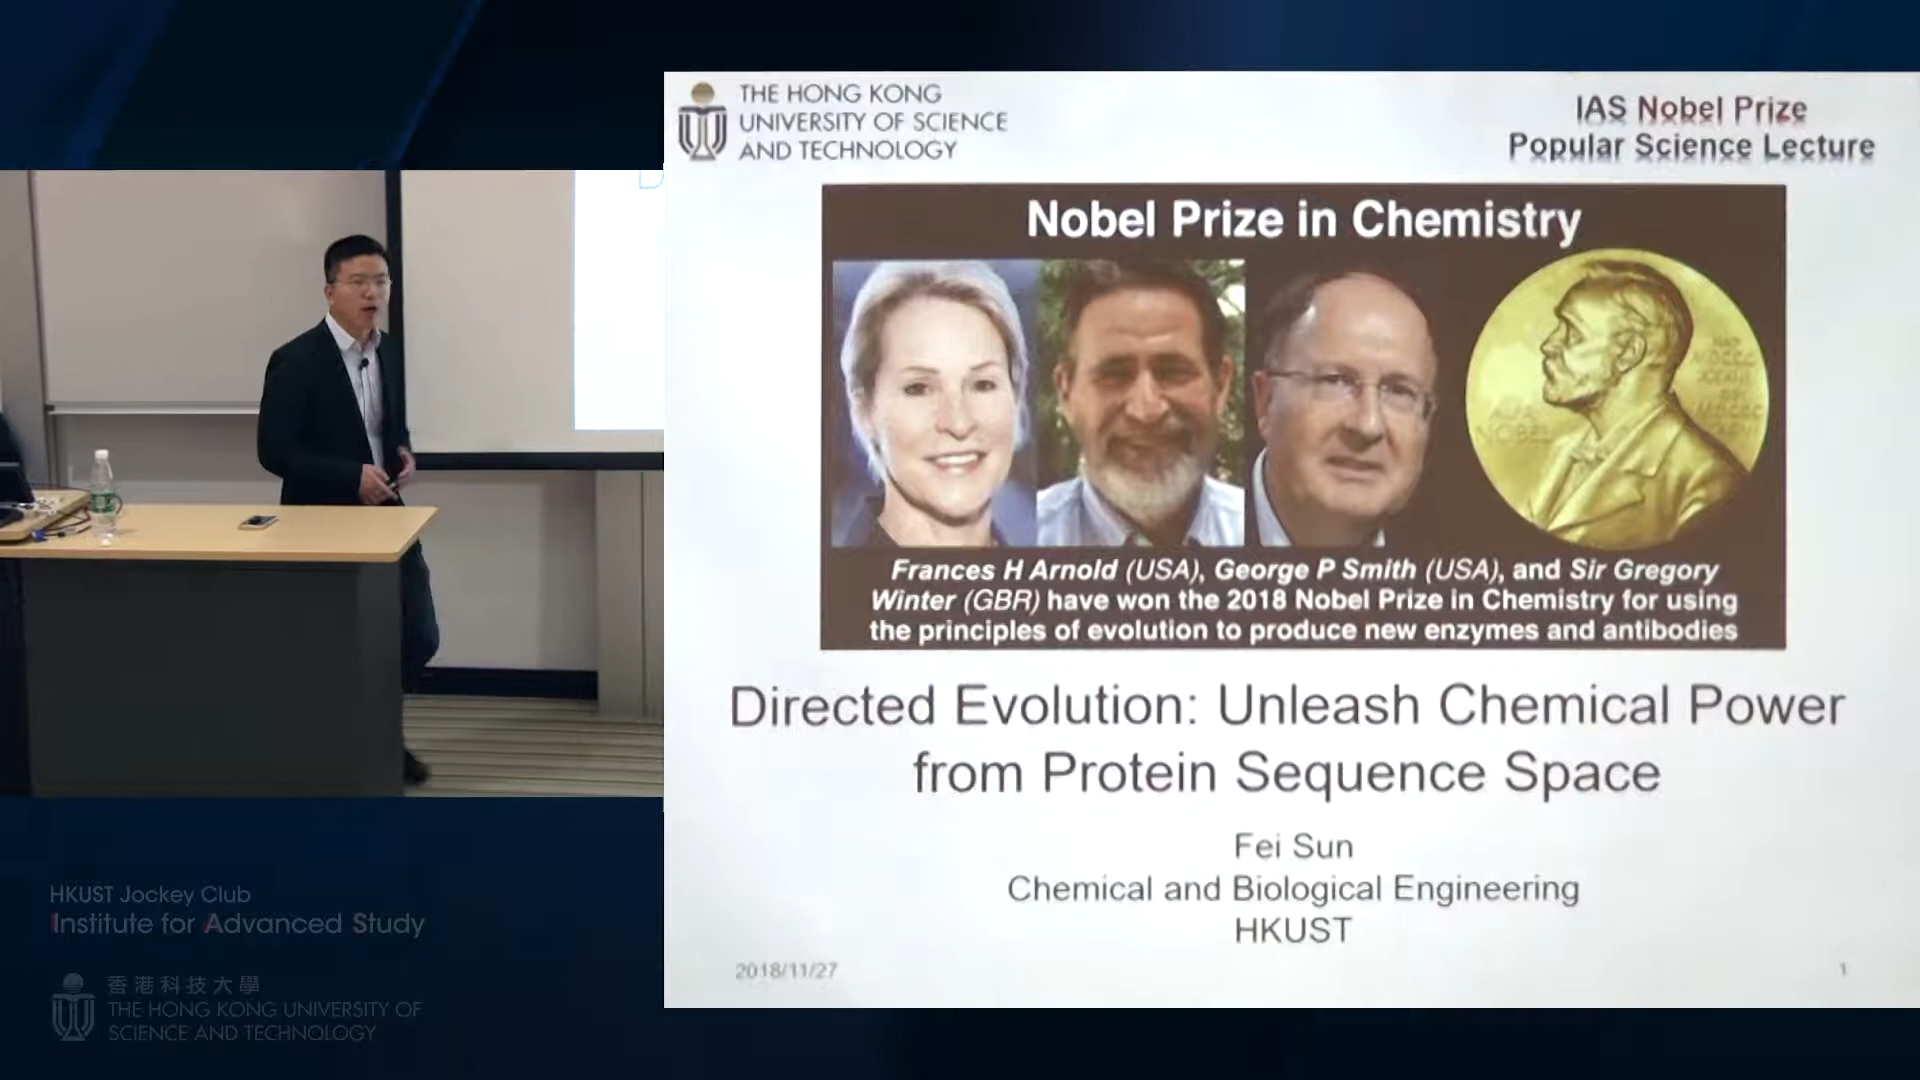 THE HONG KONG
UNIVERSITY OF SCIENCE
AND TECHNOLOGY
IAS Nobel Prize
Popular Science Lecture
Nobel Prize in Chemistry
Frances H Arnold (USA), George P Smith (USA), and Sir Gregory
Winter (GBR) have won the 2018 Nobel Prize in Chemistry for using
the principles of evolution to produce new enzymes and antibodies
Directed Evolution: Unleash Chemical Power
from Protein Sequence Space
Fei Sun
Chemical and Biological Engineering
HKUST
2018/11/27
1
HKUST Jockey Club
Institute for Advanced Study
香港科技大學
THE HONG KONG UNIVERSITY OF
SCIENCE AND TECHNOLOGY